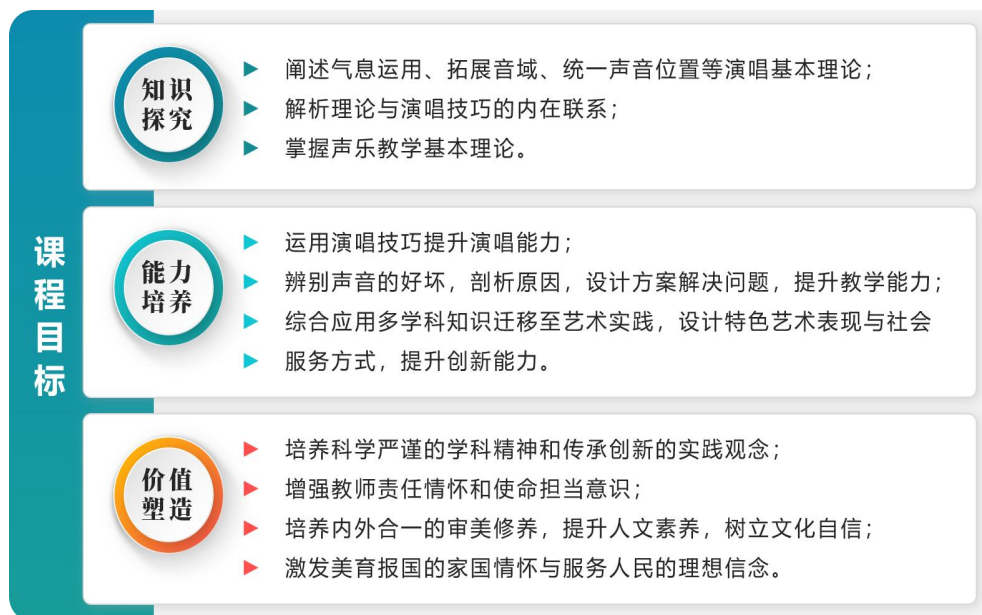 课程目标
知识
探究
阐述气息运用、拓展音域、统一声音位置等演唱基本理论；
解析理论与演唱技巧的内在联系；
掌握声乐教学基本理论。
能力
培养
运用演唱技巧提升演唱能力；
辨别声音的好坏，剖析原因，设计方案解决问题，提升教学能力；
综合应用多学科知识迁移至艺术实践，设计特色艺术表现与社会
服务方式，提升创新能力。
价值
塑造
培养科学严谨的学科精神和传承创新的实践观念；
增强教师责任情怀和使命担当意识；
培养内外合一的审美修养，提升人文素养，树立文化自信；
激发美育报国的家国情怀与服务人民的理想信念。